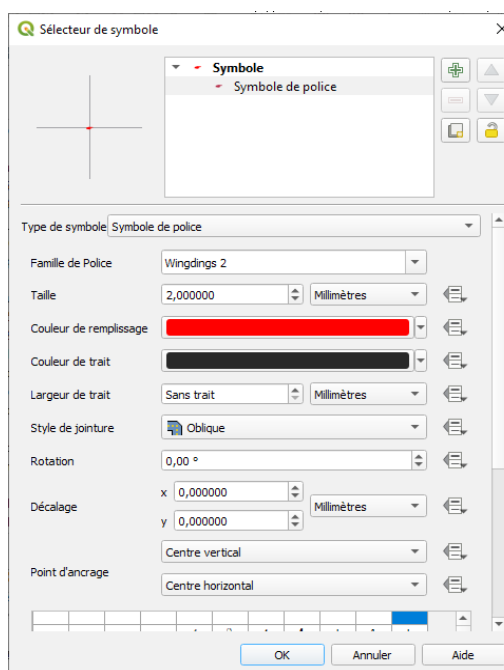 Sélecteur de symbole
Symbole
Symbole de police
Type de symbole Symbole de police
Famille de Police Wingdings 2
Taille 2,000000 Millimètres
Couleur de remplissage
Couleur de trait
Largeur de trait Sans trait Millimètres
Style de jointure Oblique
Rotation 0,00 °
Décalage x 0,000000 Millimètres
y 0,000000
Point d'ancrage Centre vertical
Centre horizontal
OK Annuler Aide